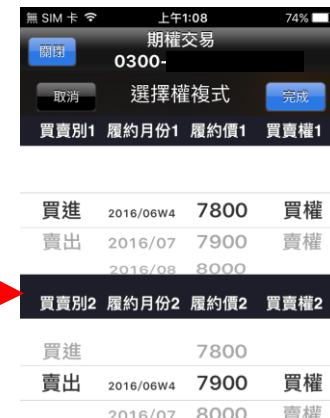 無 SIM 卡 上午1:08 74%
關閉 期權交易
0300-
取消 選擇權複式 完成
買賣別1 履約月份1 履約價1 買賣權1
買進 2016/06W4 7800 買權
賣出 2016/07 7900 賣權
2016/08 8000
買賣別2 履約月份2 履約價2 買賣權2
買進 7800
賣出 2016/06W4 7900 買權
2016/07 8000 賣權